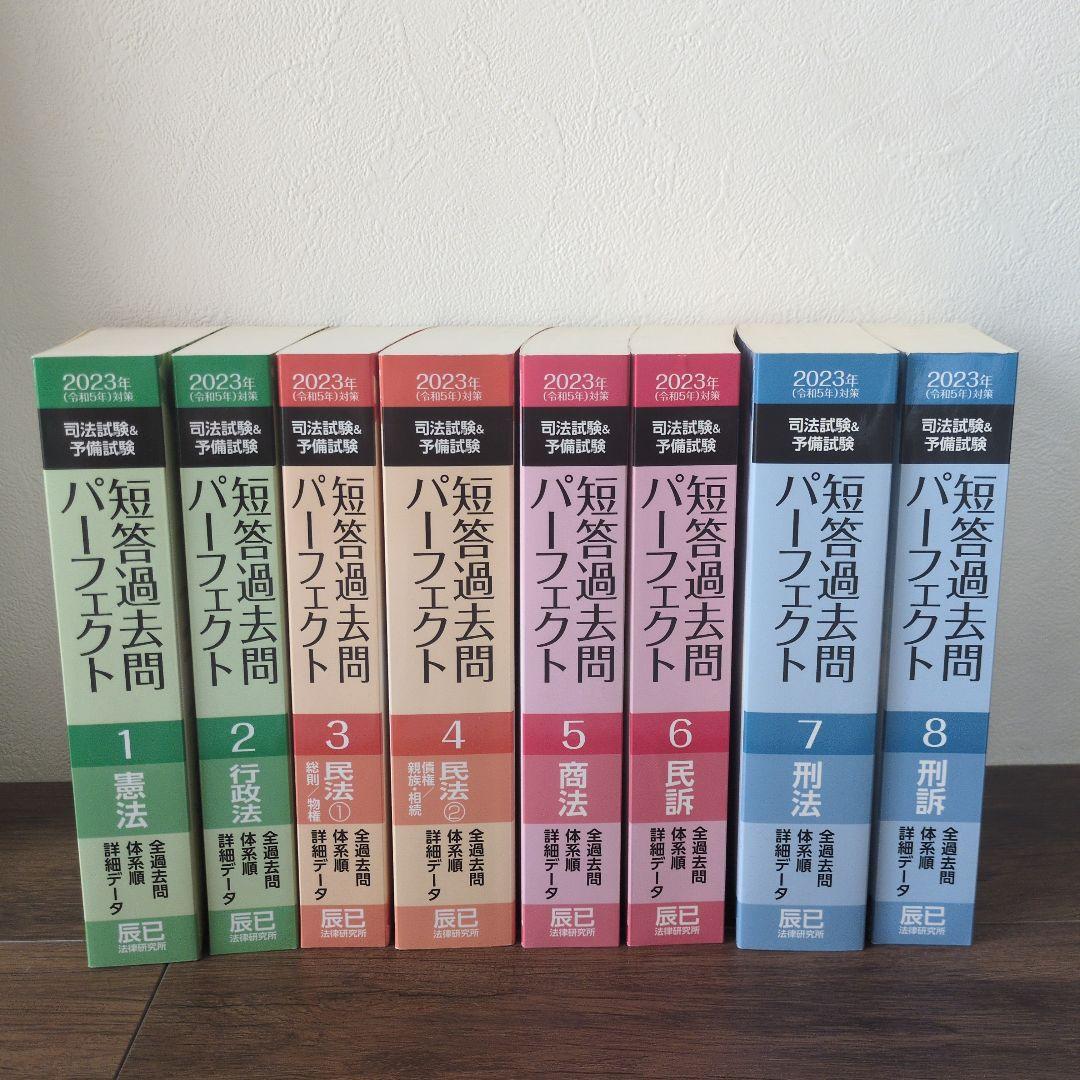 2023年
(令和5年)対策
司法試験&
予備試験
短答過去問
パーフェクト
1
憲法
全過去問
体系順
詳細データ
辰已
法律研究所
2023年
(令和5年)対策
司法試験&
予備試験
短答過去問
パーフェクト
2
行政法
全過去問
体系順
詳細データ
辰已
法律研究所
2023年
(令和5年)対策
司法試験&
予備試験
短答過去問
パーフェクト
3
民法①
総則/物権
全過去問
体系順
詳細データ
辰已
法律研究所
2023年
(令和5年)対策
司法試験&
予備試験
短答過去問
パーフェクト
4
民法②
債権/
親族・相続
全過去問
体系順
詳細データ
辰已
法律研究所
2023年
(令和5年)対策
司法試験&
予備試験
短答過去問
パーフェクト
5
商法
全過去問
体系順
詳細データ
辰已
法律研究所
2023年
(令和5年)対策
司法試験&
予備試験
短答過去問
パーフェクト
6
民訴
全過去問
体系順
詳細データ
辰已
法律研究所
2023年
(令和5年)対策
司法試験&
予備試験
短答過去問
パーフェクト
7
刑法
全過去問
体系順
詳細データ
辰已
法律研究所
2023年
(令和5年)対策
司法試験&
予備試験
短答過去問
パーフェクト
8
刑訴
全過去問
体系順
詳細データ
辰已
法律研究所